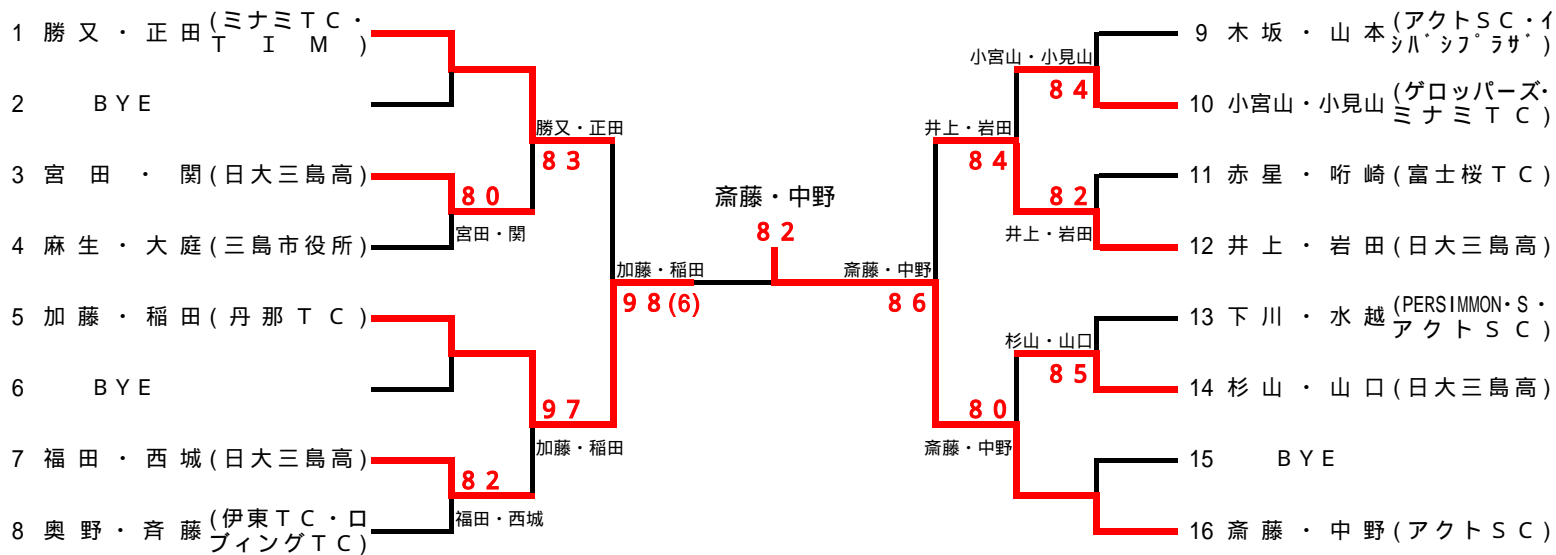 1 勝又・正田 (ミナミTC・TIM)
2 BYE
3 宮田・関 (日大三島高)
4 麻生・大庭 (三島市役所)
5 加藤・稲田 (丹那TC)
6 BYE
7 福田・西城 (日大三島高)
8 奥野・斉藤 (伊東TC・ロブィングTC)
80
宮田・関
82
福田・西城
勝又・正田
83
97
加藤・稲田
加藤・稲田
98(6)
斎藤・中野
82
斎藤・中野
86
井上・岩田
84
80
斎藤・中野
小宮山・小見山
84
82
井上・岩田
杉山・山口
85
9 木坂・山本 (アクトSC・イシバシプラザ)
10 小宮山・小見山 (ゲロッパーズ・ミナミTC)
11 赤星・哘崎 (富士桜TC)
12 井上・岩田 (日大三島高)
13 下川・水越 (PERSIMMON・S・アクトSC)
14 杉山・山口 (日大三島高)
15 BYE
16 斎藤・中野 (アクトSC)